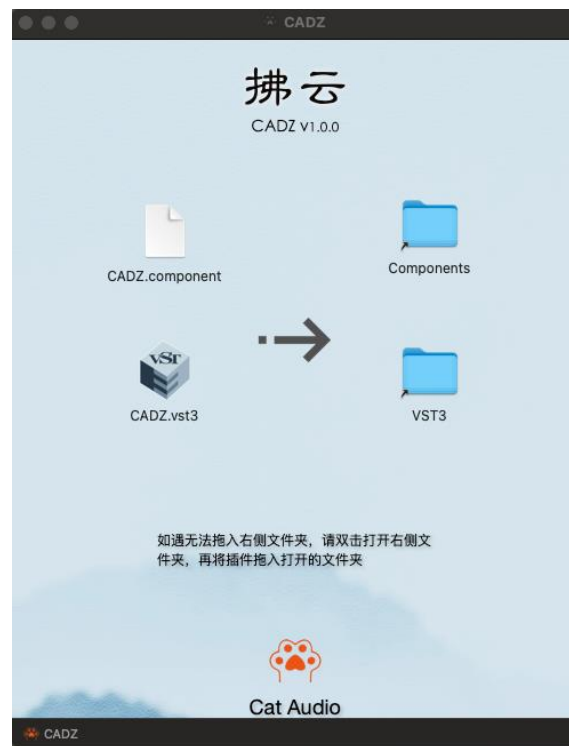 CADZ
拂云
CADZ V1.0.0
CADZ.component
Components
VST
CADZ.vst3
VST3
如遇无法拖入右侧文件夹，请双击打开右侧文
件夹，再将插件拖入打开的文件夹
Cat Audio
CADZ